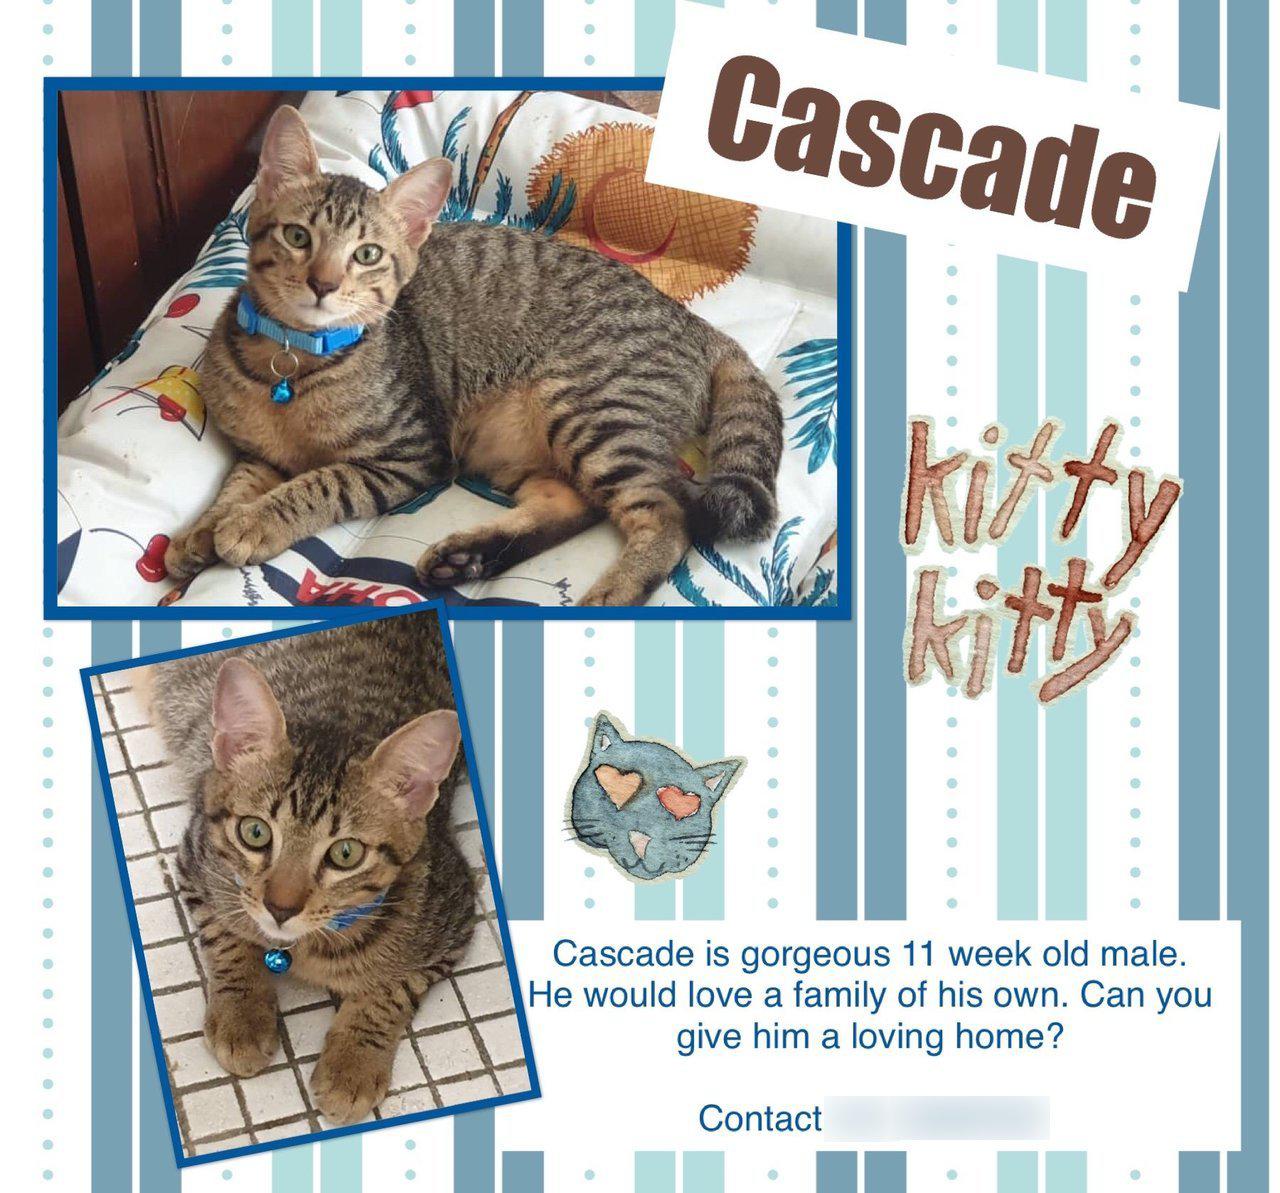 Cascade
kitty
kitty
Cascade is gorgeous 11 week old male.
He would love a family of his own. Can you
give him a loving home?
Contact